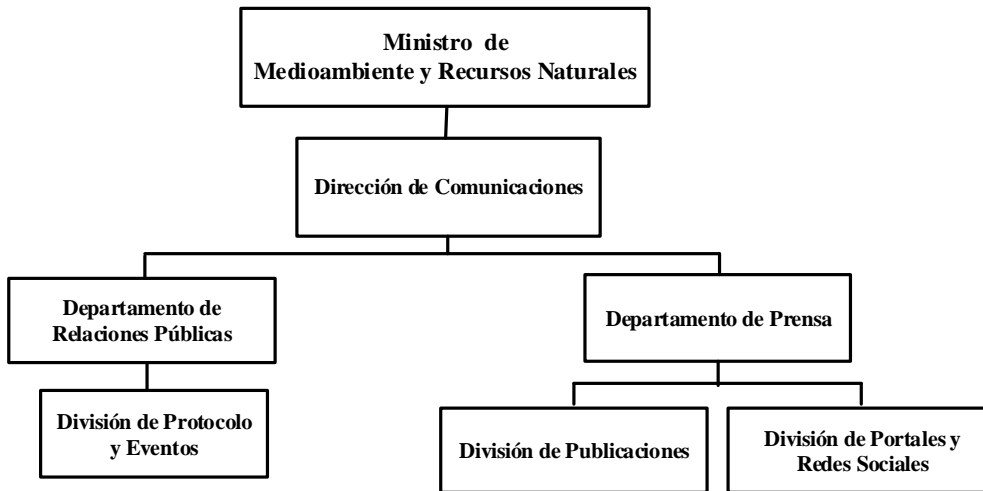 Ministro de
Medioambiente y Recursos Naturales
Dirección de Comunicaciones
Departamento de
Relaciones Públicas
Departamento de Prensa
División de Protocolo
y Eventos
División de Publicaciones
División de Portales y
Redes Sociales